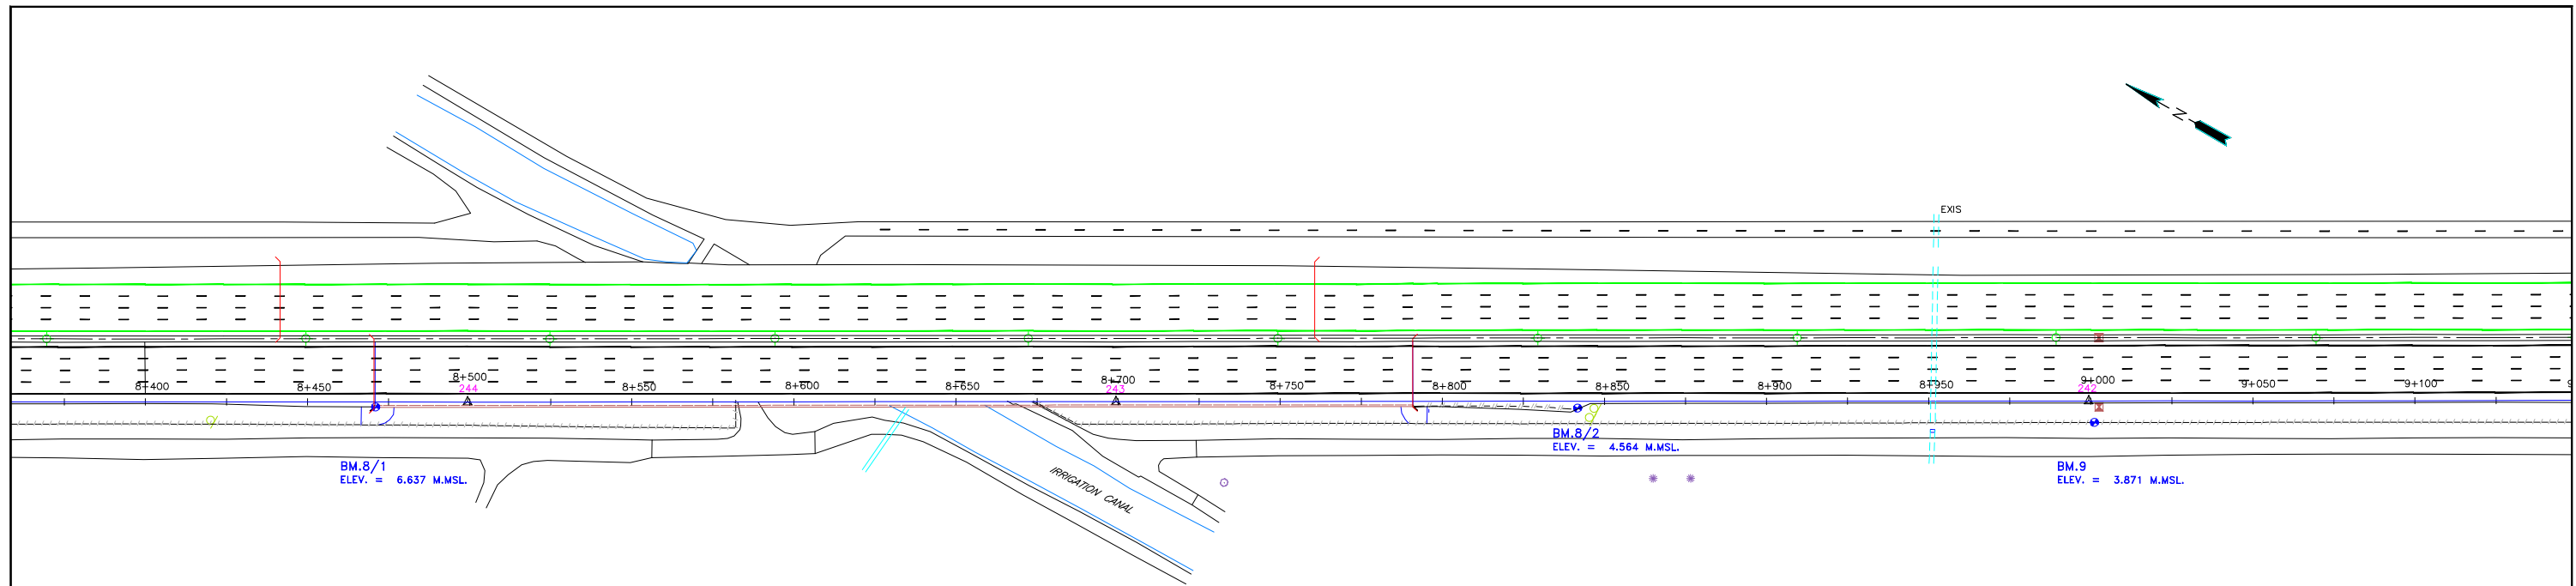 N
EXIS
8+400
8+450
8+500
244
8+550
8+600
8+650
8+700
243
8+750
8+800
8+850
8+900
8+950
9+000
242
9+050
9+100
9
BM.8/1
ELEV. = 6.637 M.MSL.
IRRIGATION CANAL
BM.8/2
ELEV. = 4.564 M.MSL.
BM.9
ELEV. = 3.871 M.MSL.